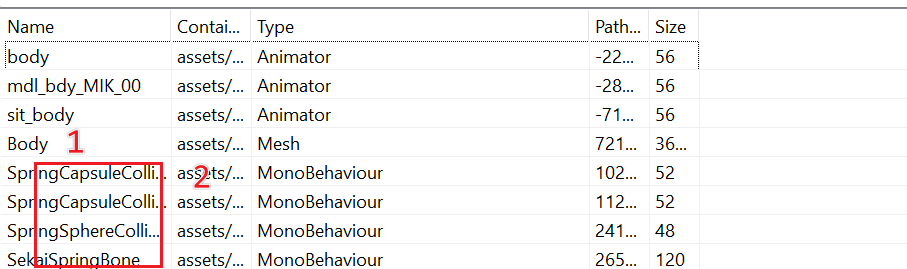 Name Contai... Type Path... Size
body assets/... Animator -22... 56
mdl_bdy_MIK_00 assets/... Animator -28... 56
sit_body assets/... Animator -71... 56
Body assets/... Mesh 721... 36...
1
SpringCapsuleColli... assets/... MonoBehaviour 102... 52
2
SpringCapsuleColli... assets/... MonoBehaviour 112... 52
SpringSphereColli... assets/... MonoBehaviour 241... 48
SekaiSpringBone assets/... MonoBehaviour 265... 120